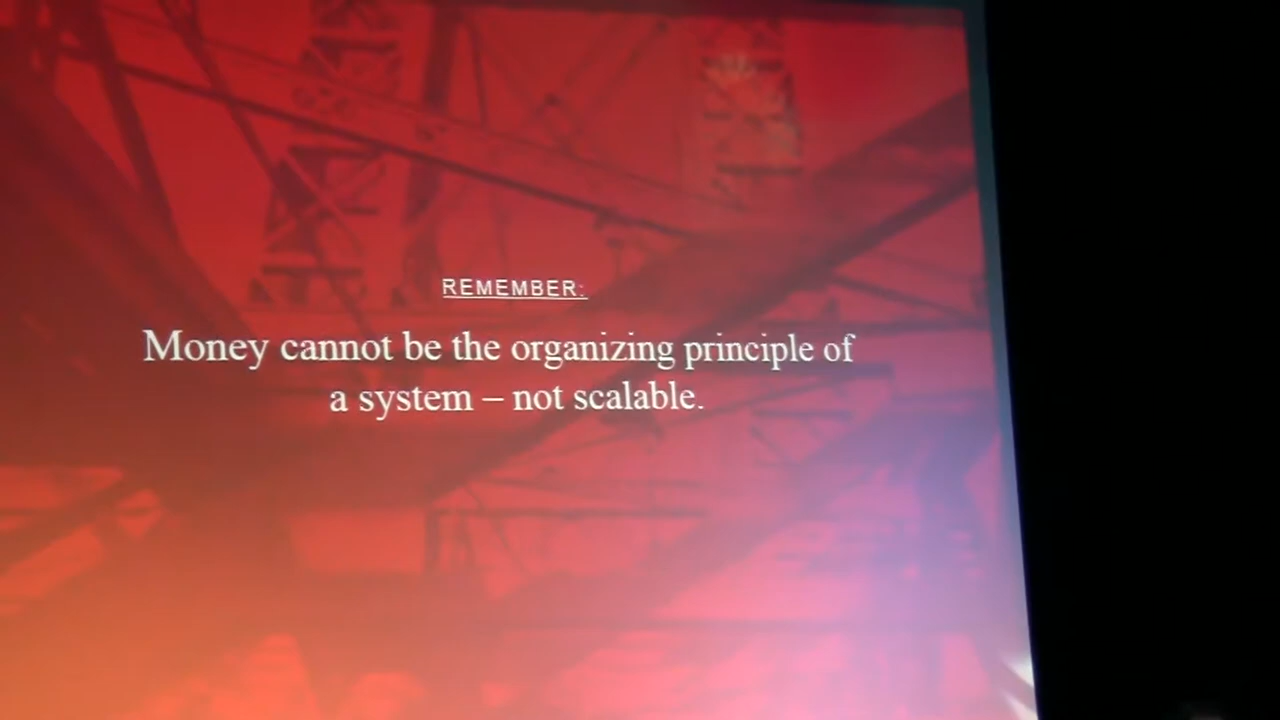 REMEMBER:
Money cannot be the organizing principle of
a system – not scalable.